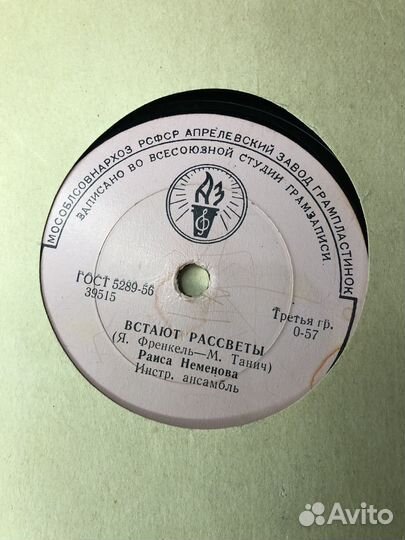 МОСОБЛСОВНАРХОЗ РСФСР АПРЕЛЕВСКИЙ ЗАВОД ГРАМПЛАСТИНОК
ЗАПИСАНО ВО ВСЕСОЮЗНОЙ СТУДИИ ГРАМЗАПИСИ.
АЗ
ГОСТ 5289-56
39515
Третья гр.
0-57
ВСТАЮТ РАССВЕТЫ
(Я. Френкель—М. Танич)
Раиса Неменова
Инстр. ансамбль
Avito